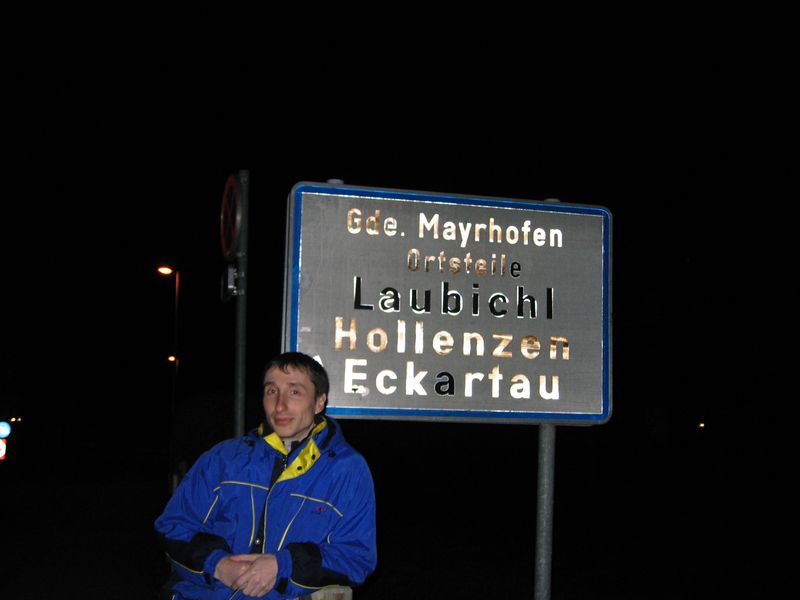 Gde. Mayrhofen
Ortsteile
Laubichl
Hollenzen
Eckartau